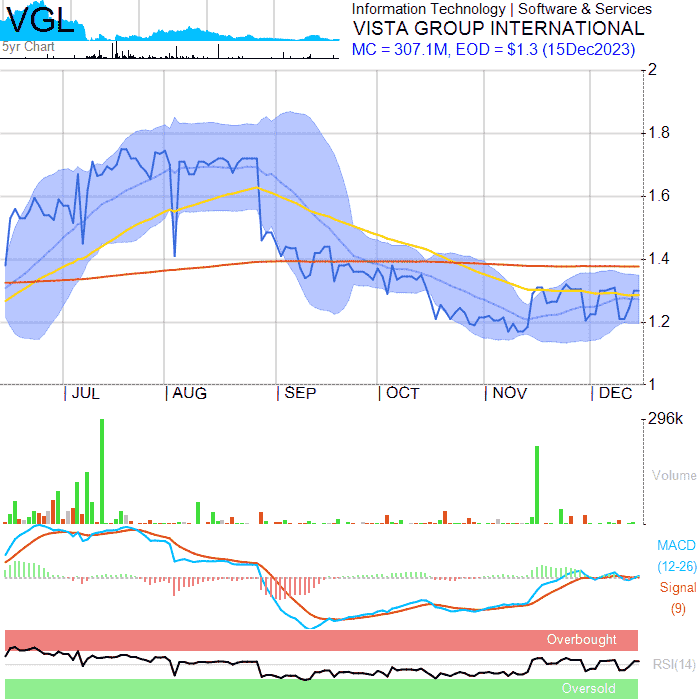 VGL
5yr Chart
Information Technology | Software & Services
VISTA GROUP INTERNATIONAL
MC = 307.1M, EOD = $1.3 (15Dec2023)
2
1.8
1.6
1.4
1.2
1
JUL
AUG
SEP
OCT
NOV
DEC
296k
Volume
MACD
(12-26)
Signal
(9)
Overbought
RSI(14)
Oversold